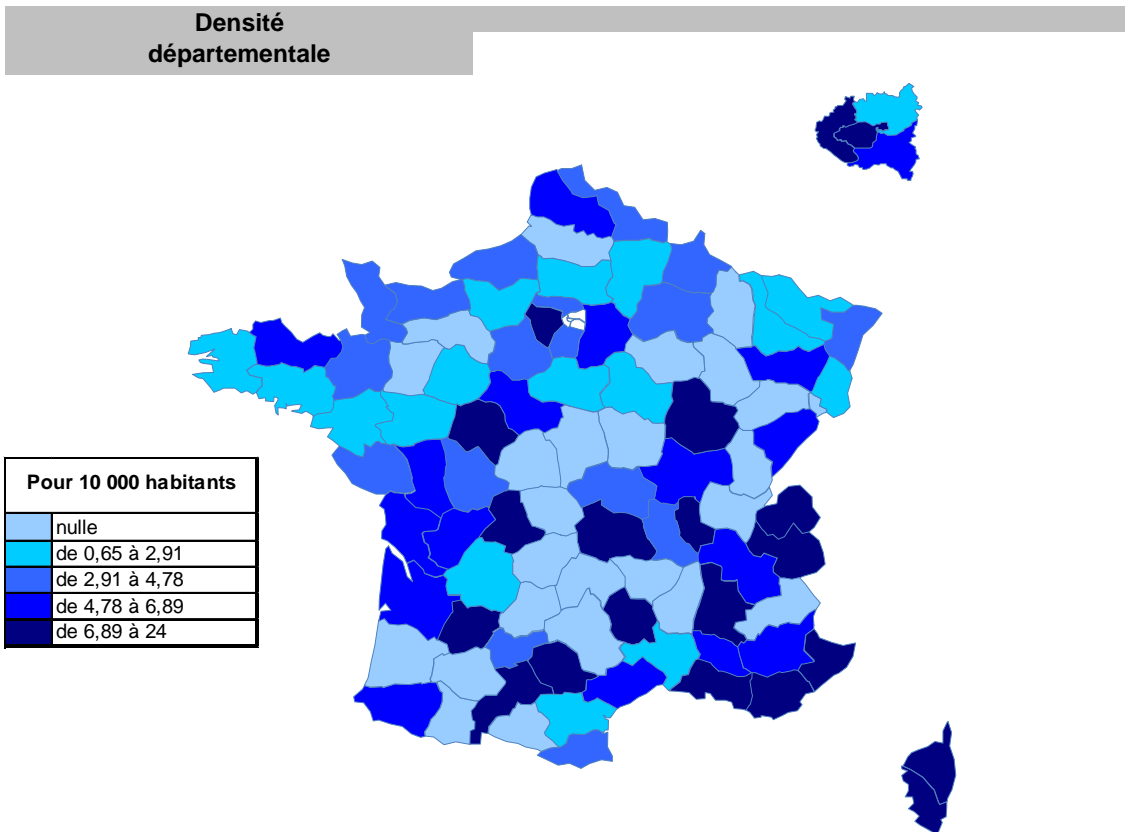 Densité
départementale
Pour 10 000 habitants
nulle
de 0,65 à 2,91
de 2,91 à 4,78
de 4,78 à 6,89
de 6,89 à 24